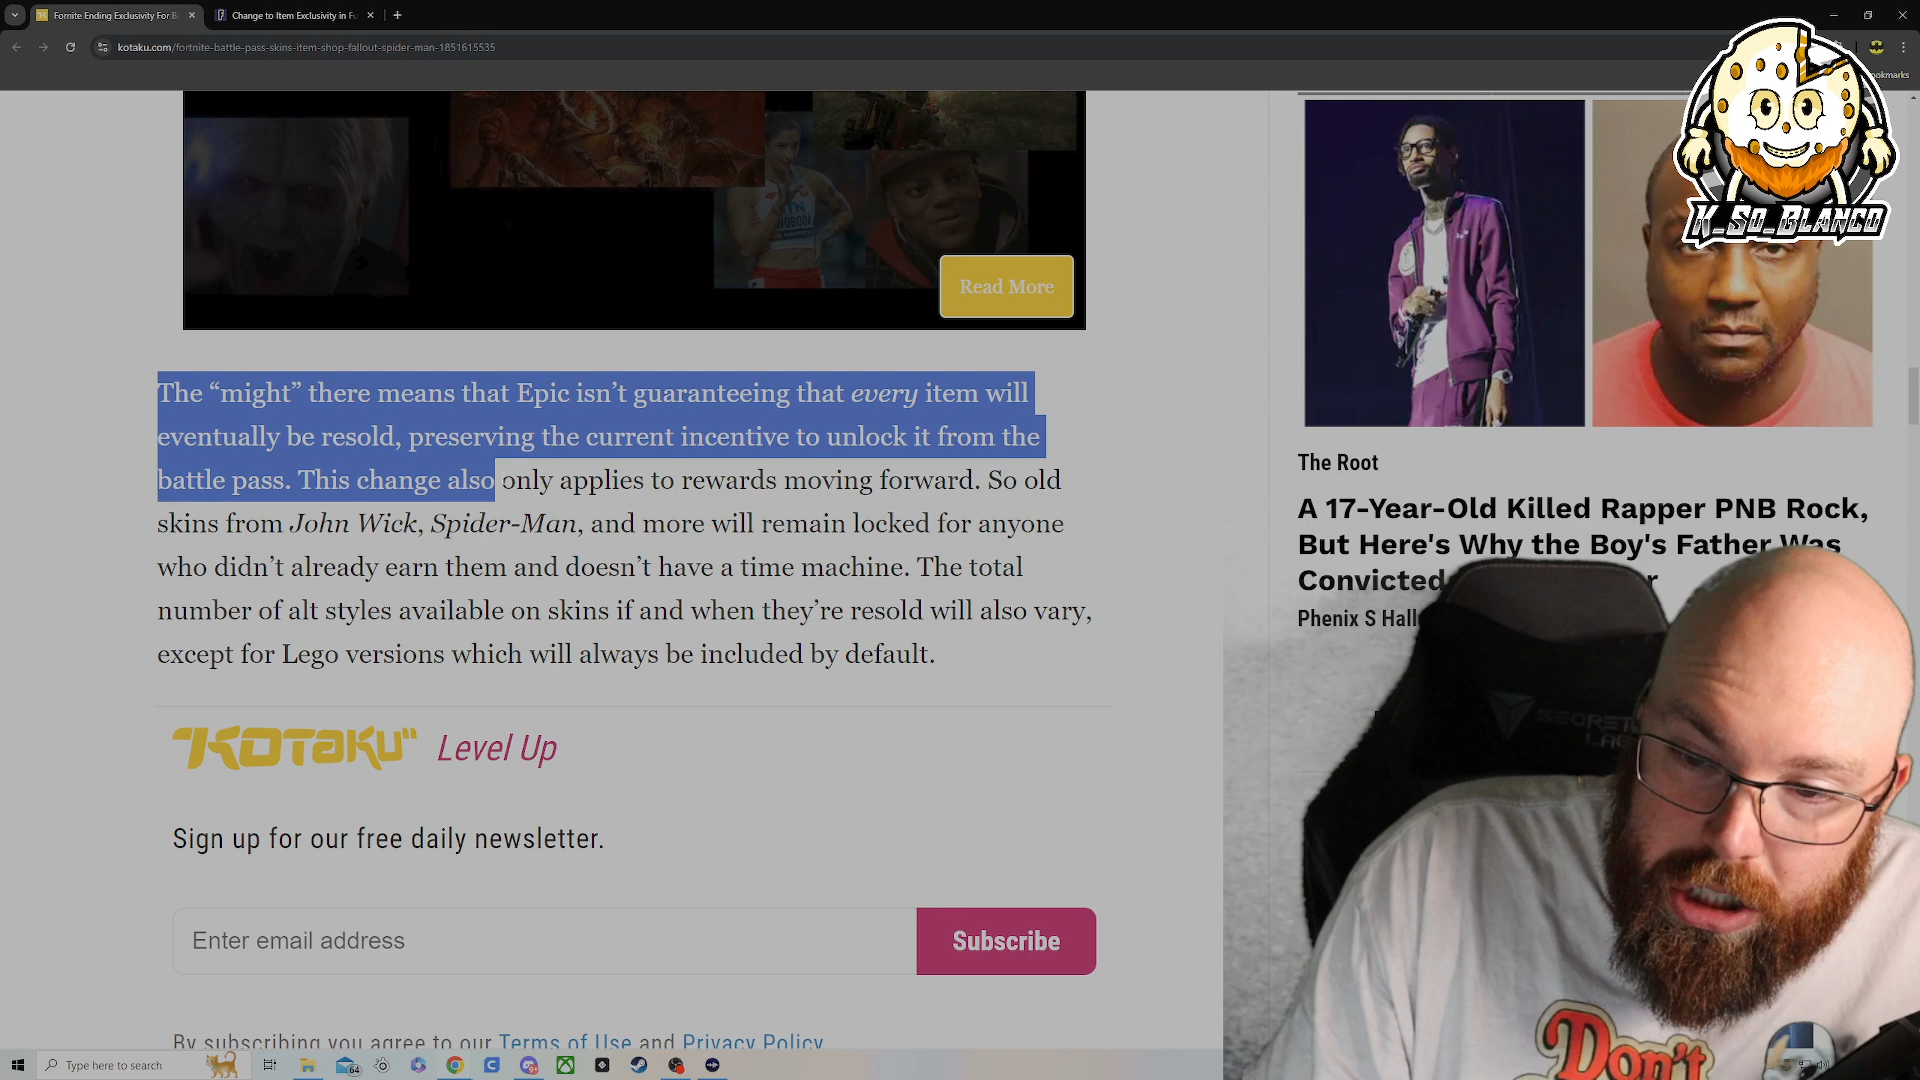 Fornite Ending Exclusivity For B
Change to Item Exclusivity in Fo
kotaku.com/fortnite-battle-pass-skins-item-shop-fallout-spider-man-1851615535
ookmarks
K_So_Blanco
Read More
The “might” there means that Epic isn’t guaranteeing that every item will
eventually be resold, preserving the current incentive to unlock it from the
battle pass. This change also only applies to rewards moving forward. So old
skins from John Wick, Spider-Man, and more will remain locked for anyone
who didn’t already earn them and doesn’t have a time machine. The total
number of alt styles available on skins if and when they’re resold will also vary,
except for Lego versions which will always be included by default.
The Root
A 17-Year-Old Killed Rapper PNB Rock,
But Here's Why the Boy's Father Was
Convicted
Phenix S Hall
"KOTAKU"
Level Up
Sign up for our free daily newsletter.
Enter email address
Subscribe
By subscribing you agree to our Terms of Use and Privacy Policy
SECRET
LAB
Don't
Type here to search
64